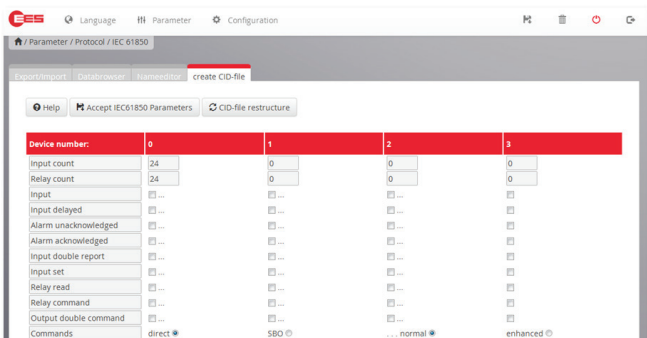 EES Language Parameter Configuration
/ Parameter / Protocol / IEC 61850
Export/Import Databrowser Nameeditor create CID-file
Help Accept IEC61850 Parameters CID-file restructure
Device number: 0 1 2 3
Input count 24 0 0 0
Relay count 24 0 0 0
Input ... ... ...
Input delayed ... ... ...
Alarm unacknowledged ... ... ...
Alarm acknowledged ... ... ...
Input double report ... ... ...
Input set ... ... ...
Relay read ... ... ...
Relay command ... ... ...
Output double command ... ... ...
Commands direct SBO . . . normal enhanced